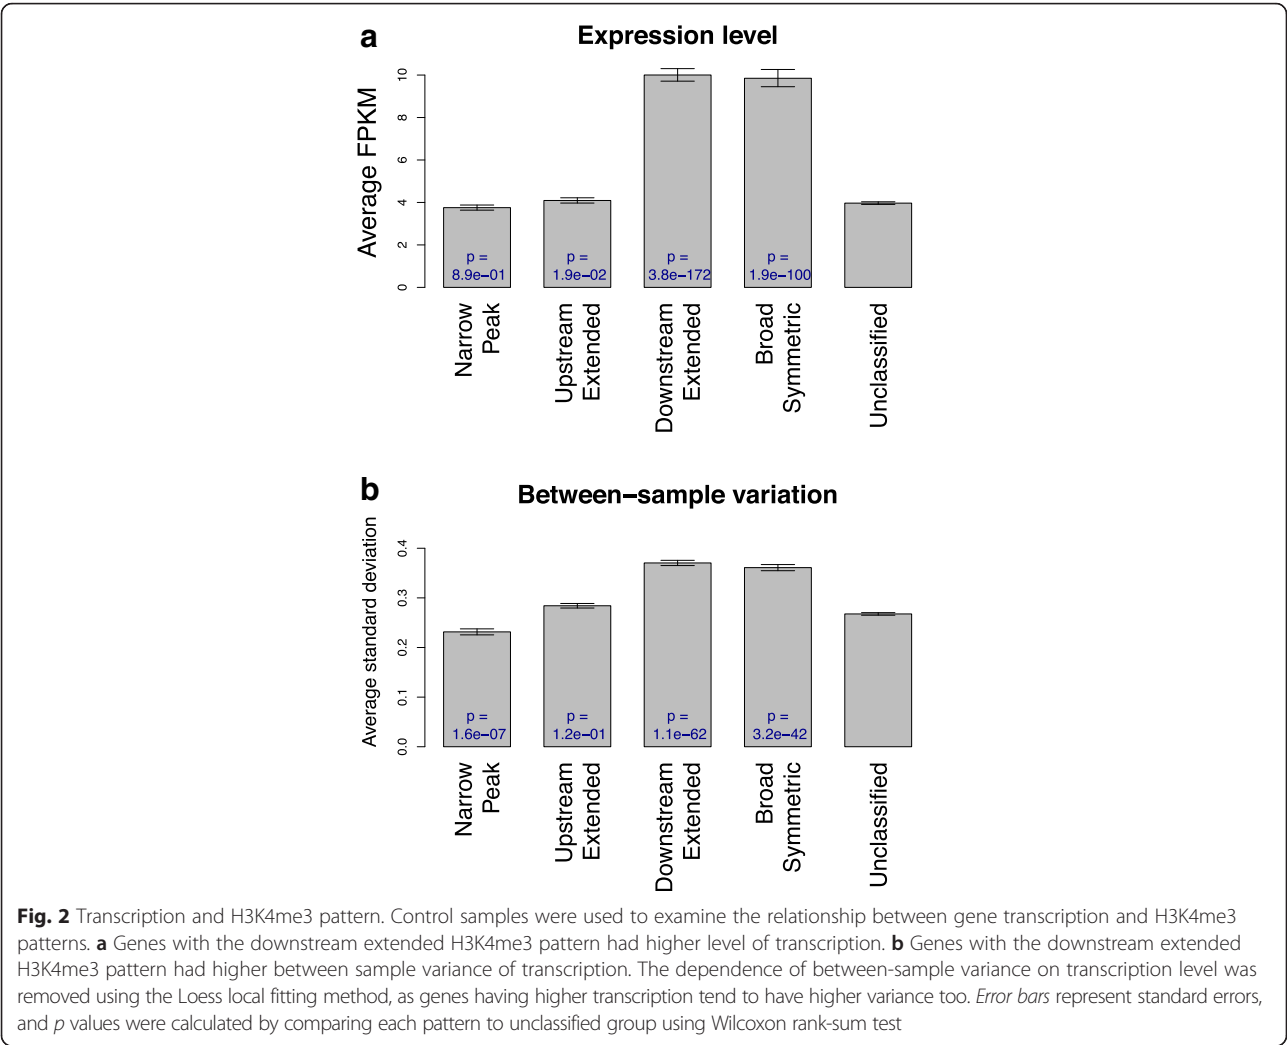 a
Expression level
Average FPKM
10
8
6
4
2
0
p =
8.9e−01
p =
1.9e−02
p =
3.8e−172
p =
1.9e−100
Narrow
Peak
Upstream
Extended
Downstream
Extended
Broad
Symmetric
Unclassified
b
Between−sample variation
Average standard deviation
0.4
0.3
0.2
0.1
0.0
p =
1.6e−07
p =
1.2e−01
p =
1.1e−62
p =
3.2e−42
Narrow
Peak
Upstream
Extended
Downstream
Extended
Broad
Symmetric
Unclassified
Fig. 2 Transcription and H3K4me3 pattern. Control samples were used to examine the relationship between gene transcription and H3K4me3
patterns. a Genes with the downstream extended H3K4me3 pattern had higher level of transcription. b Genes with the downstream extended
H3K4me3 pattern had higher between sample variance of transcription. The dependence of between-sample variance on transcription level was
removed using the Loess local fitting method, as genes having higher transcription tend to have higher variance too. Error bars represent standard errors,
and p values were calculated by comparing each pattern to unclassified group using Wilcoxon rank-sum test